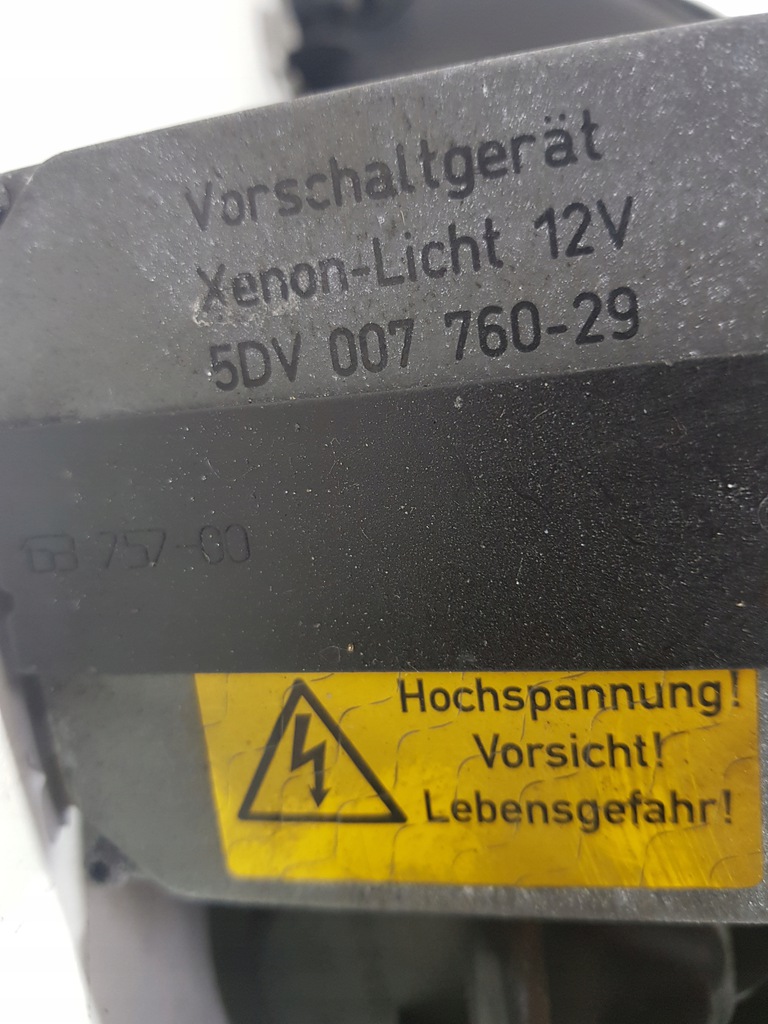 Vorschaltgerät
Xenon-Licht 12V
5DV 007 760-29
Hochspannung!
Vorsicht!
Lebensgefahr!